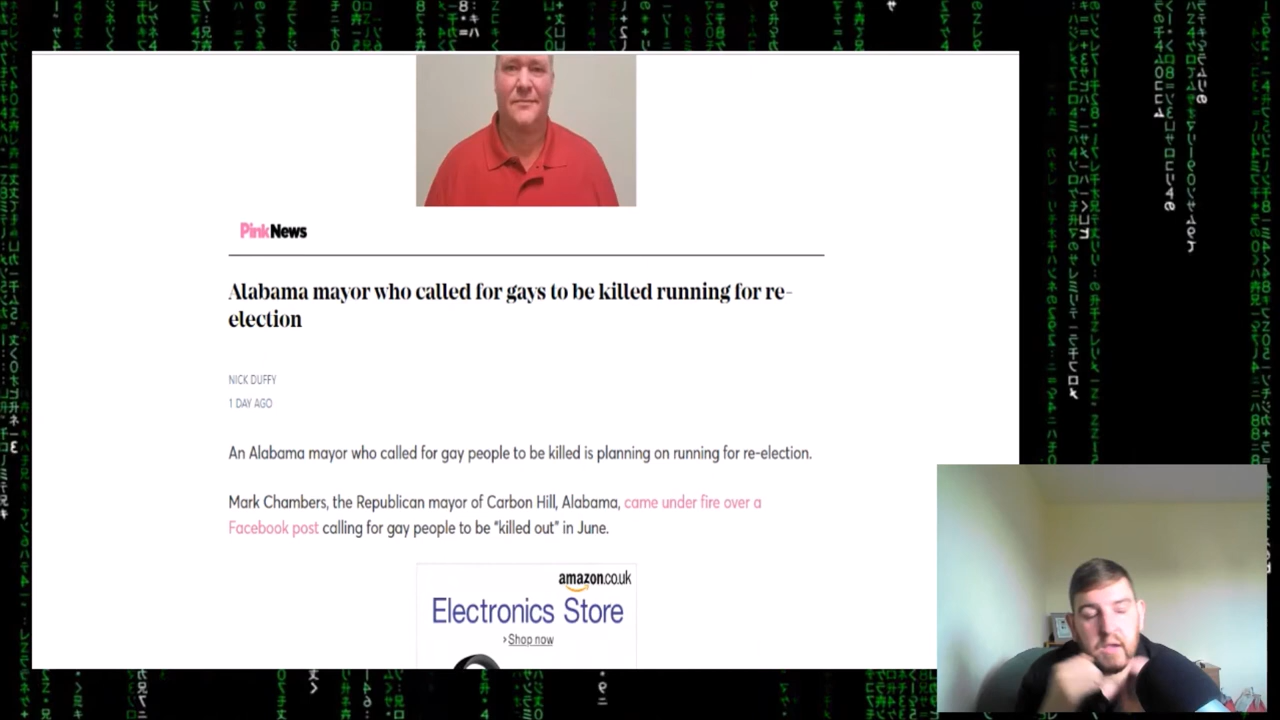 PinkNews
Alabama mayor who called for gays to be killed running for re-
election
NICK DUFFY
1 DAY AGO
An Alabama mayor who called for gay people to be killed is planning on running for re-election.
Mark Chambers, the Republican mayor of Carbon Hill, Alabama, came under fire over a
Facebook post calling for gay people to be “killed out” in June.
amazon.co.uk
Electronics Store
› Shop now